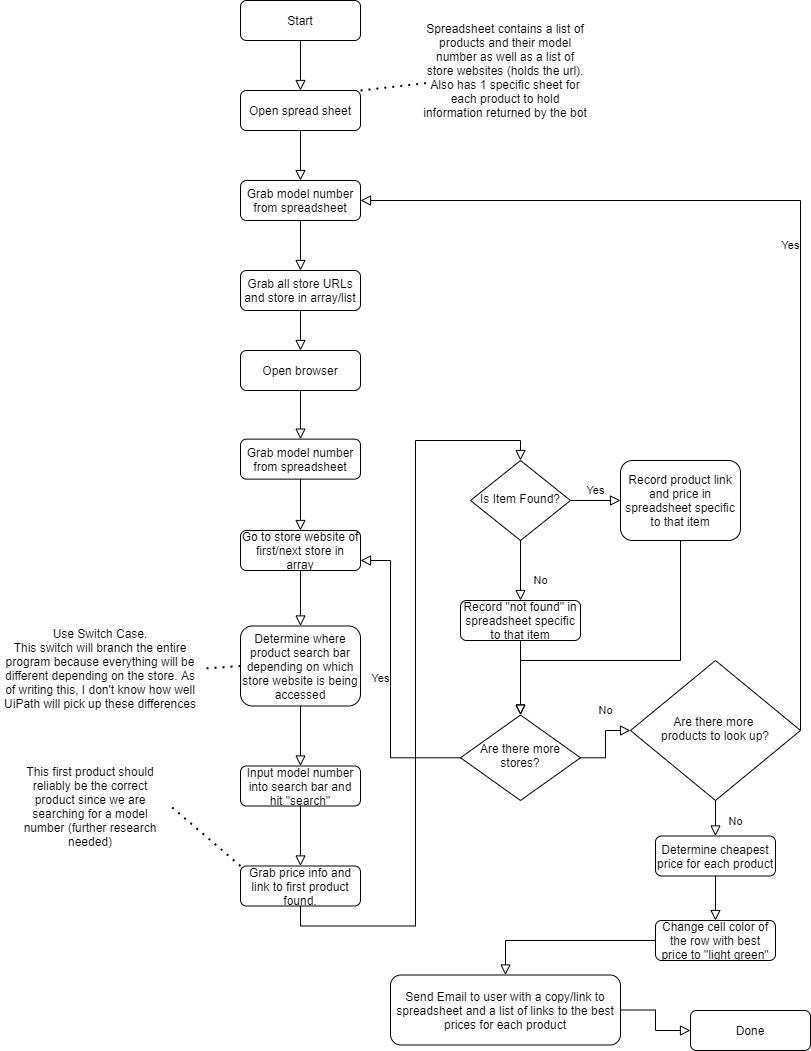 Start
Spreadsheet contains a list of
products and their model
number as well as a list of
store websites (holds the url).
Also has 1 specific sheet for
each product to hold
information returned by the bot
Open spread sheet
Grab model number
from spreadsheet
Yes
Grab all store URLs
and store in array/list
Open browser
Grab model number
from spreadsheet
Is Item Found?
Yes
Record product link
and price in
spreadsheet specific
to that item
Go to store website of
first/next store in
array
No
Record "not found" in
spreadsheet specific
to that item
Use Switch Case.
This switch will branch the entire
program because everything will be
different depending on the store. As
of writing this, I don't know how well
UiPath will pick up these differences
Determine where
product search bar
depending on which
store website is being
accessed
Yes
Are there more
stores?
No
Are there more
products to look up?
This first product should
reliably be the correct
product since we are
searching for a model
number (further research
needed)
Input model number
into search bar and
hit "search"
No
Grab price info and
link to first product
found.
Determine cheapest
price for each product
Change cell color of
the row with best
price to "light green"
Send Email to user with a copy/link to
spreadsheet and a list of links to the best
prices for each product
Done